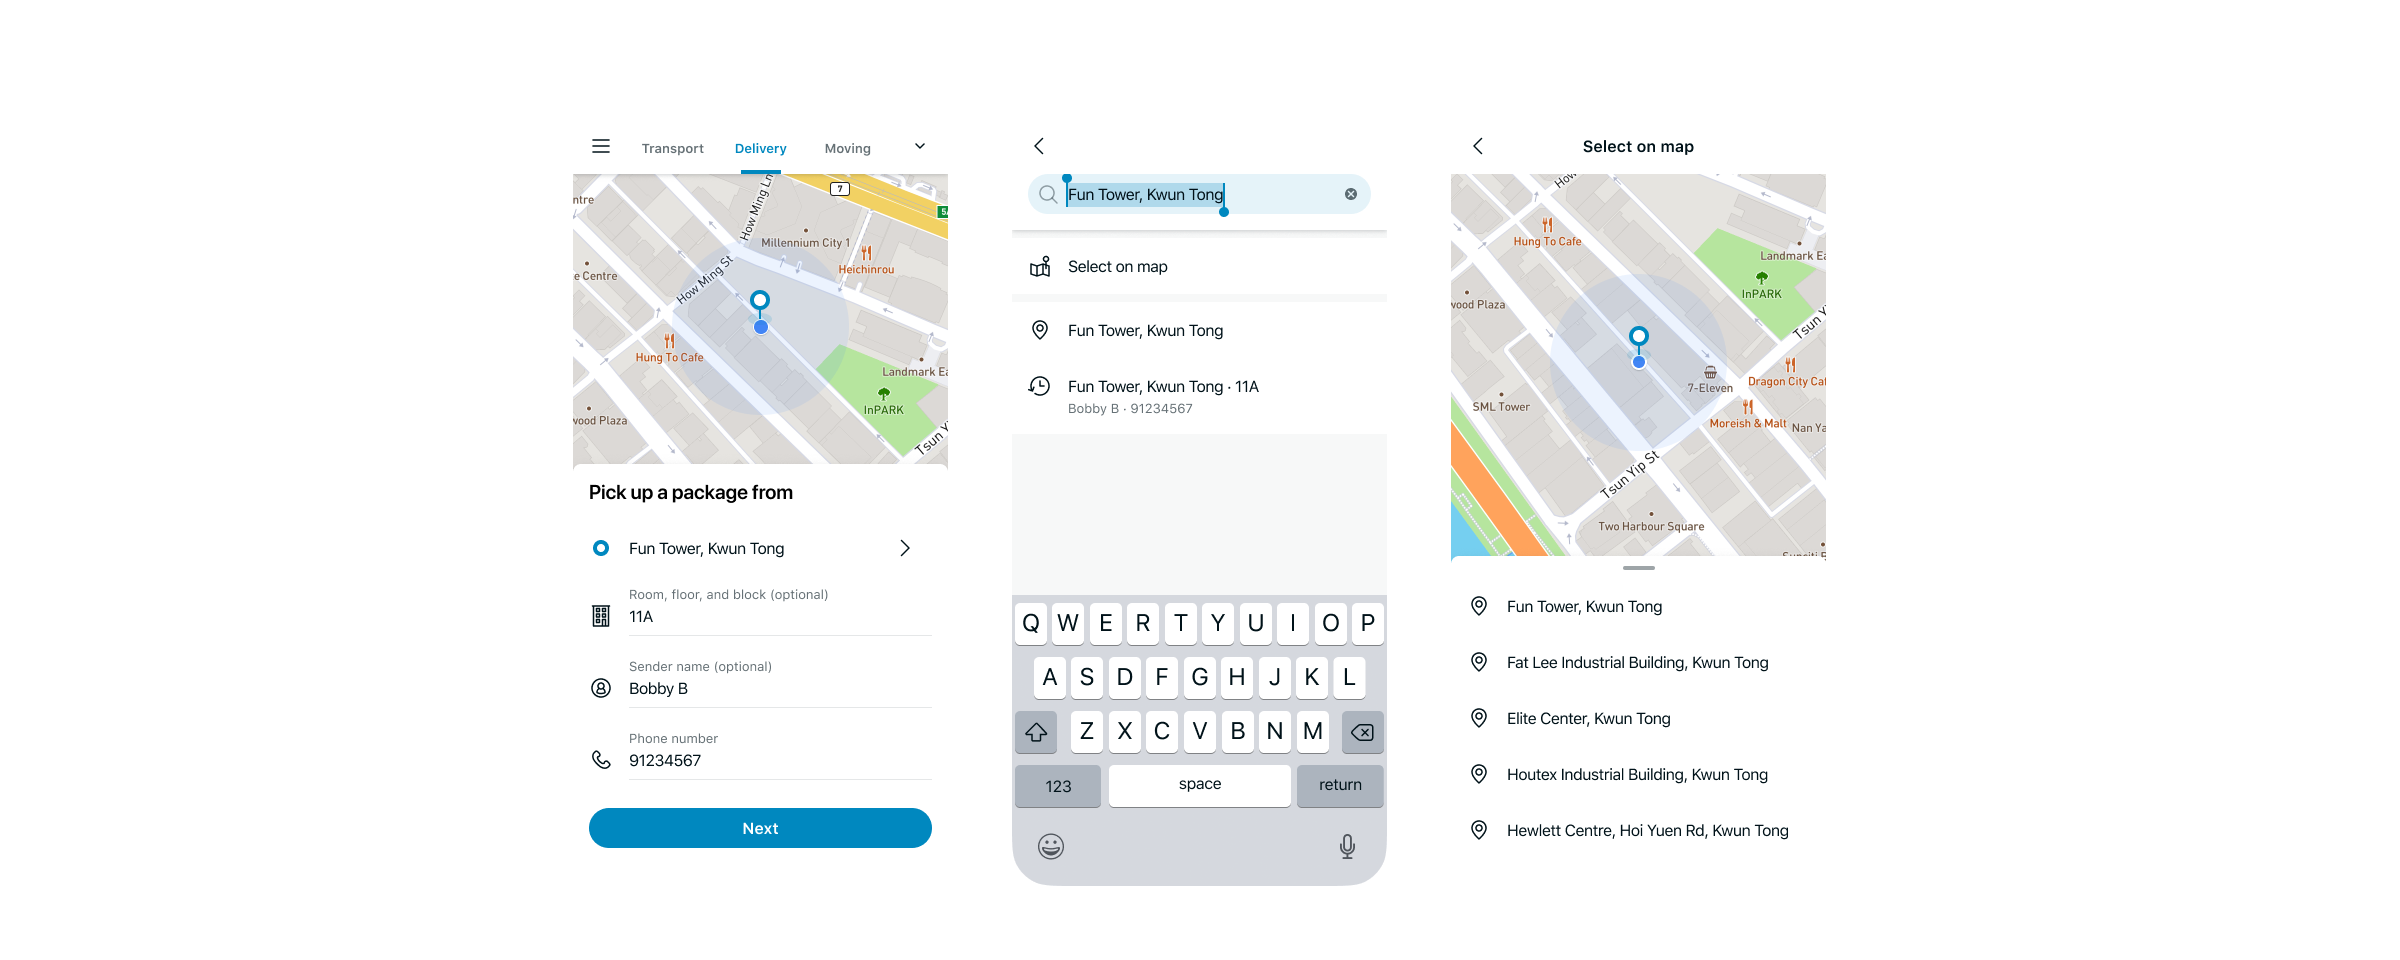 Transport
Delivery
Moving
7
How Ming Ln
ntre
Millennium City 1
Heichinrou
e Centre
How Ming St
Hung To Cafe
Landmark Ea
InPARK
wood Plaza
Tsun Y
Pick up a package from
Fun Tower, Kwun Tong
Room, floor, and block (optional)
11A
Sender name (optional)
Bobby B
Phone number
91234567
Next
Fun Tower, Kwun Tong
Select on map
Fun Tower, Kwun Tong
Fun Tower, Kwun Tong · 11A
Bobby B · 91234567
Q W E R T Y U I O P
A S D F G H J K L
Z X C V B N M
123 space return
Select on map
How
Hung To Cafe
Landmark Ea
InPARK
wood Plaza
Tsun Y
7-Eleven
Dragon City Caf
SML Tower
Moreish & Malt
Nan Ya
Tsun Yip St
Two Harbour Square
Fun Tower, Kwun Tong
Fat Lee Industrial Building, Kwun Tong
Elite Center, Kwun Tong
Houtex Industrial Building, Kwun Tong
Hewlett Centre, Hoi Yuen Rd, Kwun Tong